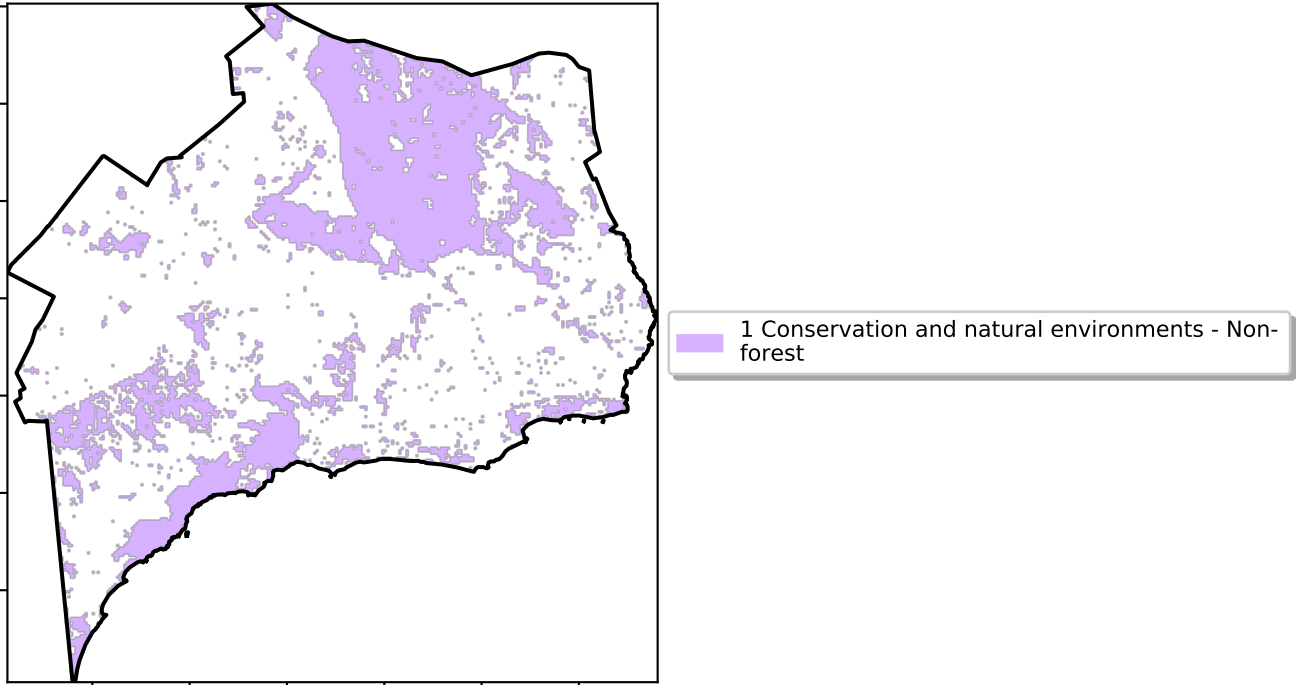 1 Conservation and natural environments - Non-
forest